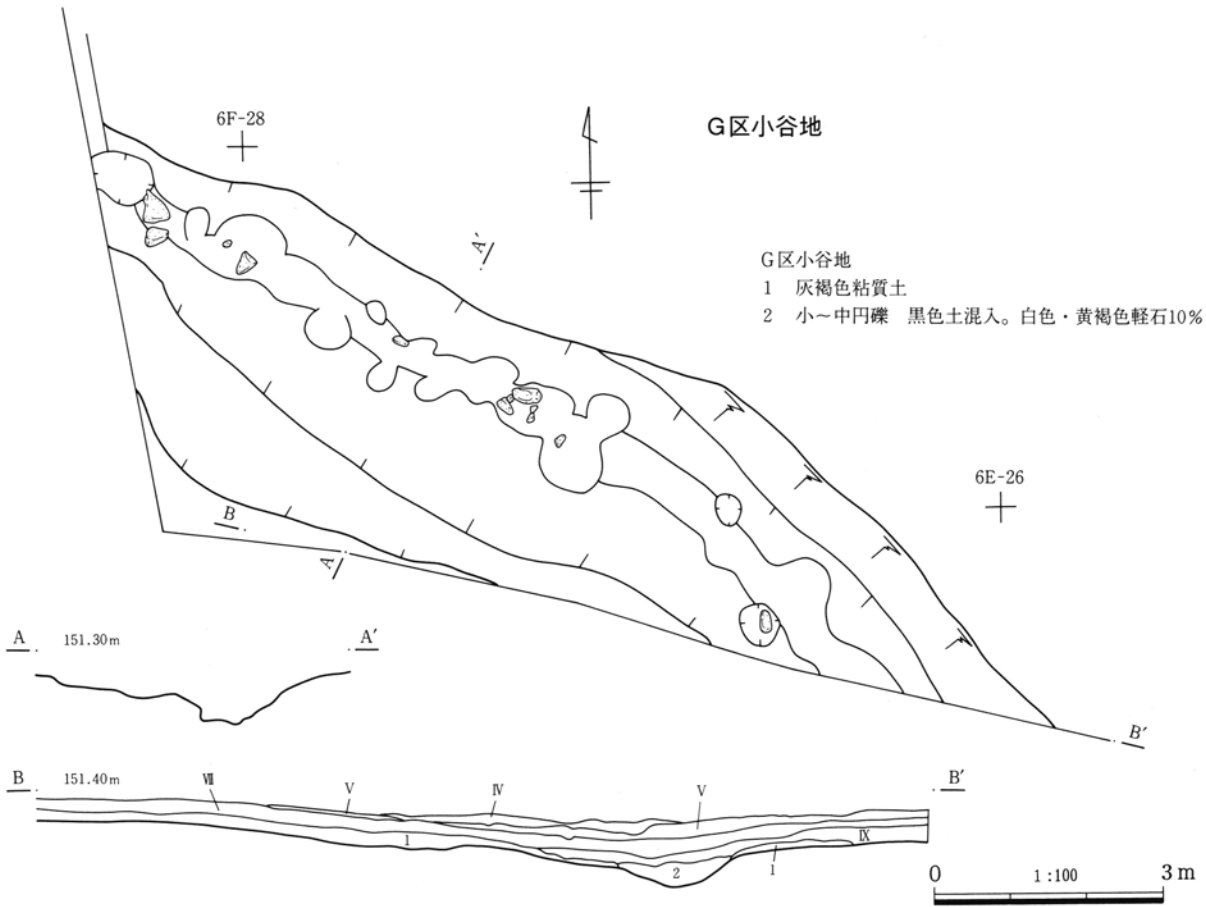 G区小谷地
6F-28
A′
G区小谷地
1 灰褐色粘質土
2 小～中円礫 黒色土混入。白色・黄褐色軽石10%
6E-26
B
A
A 151.30m A′
B′
B 151.40m Ⅷ Ⅴ Ⅳ Ⅴ B′
1 2 1 Ⅸ
0 1:100 3m